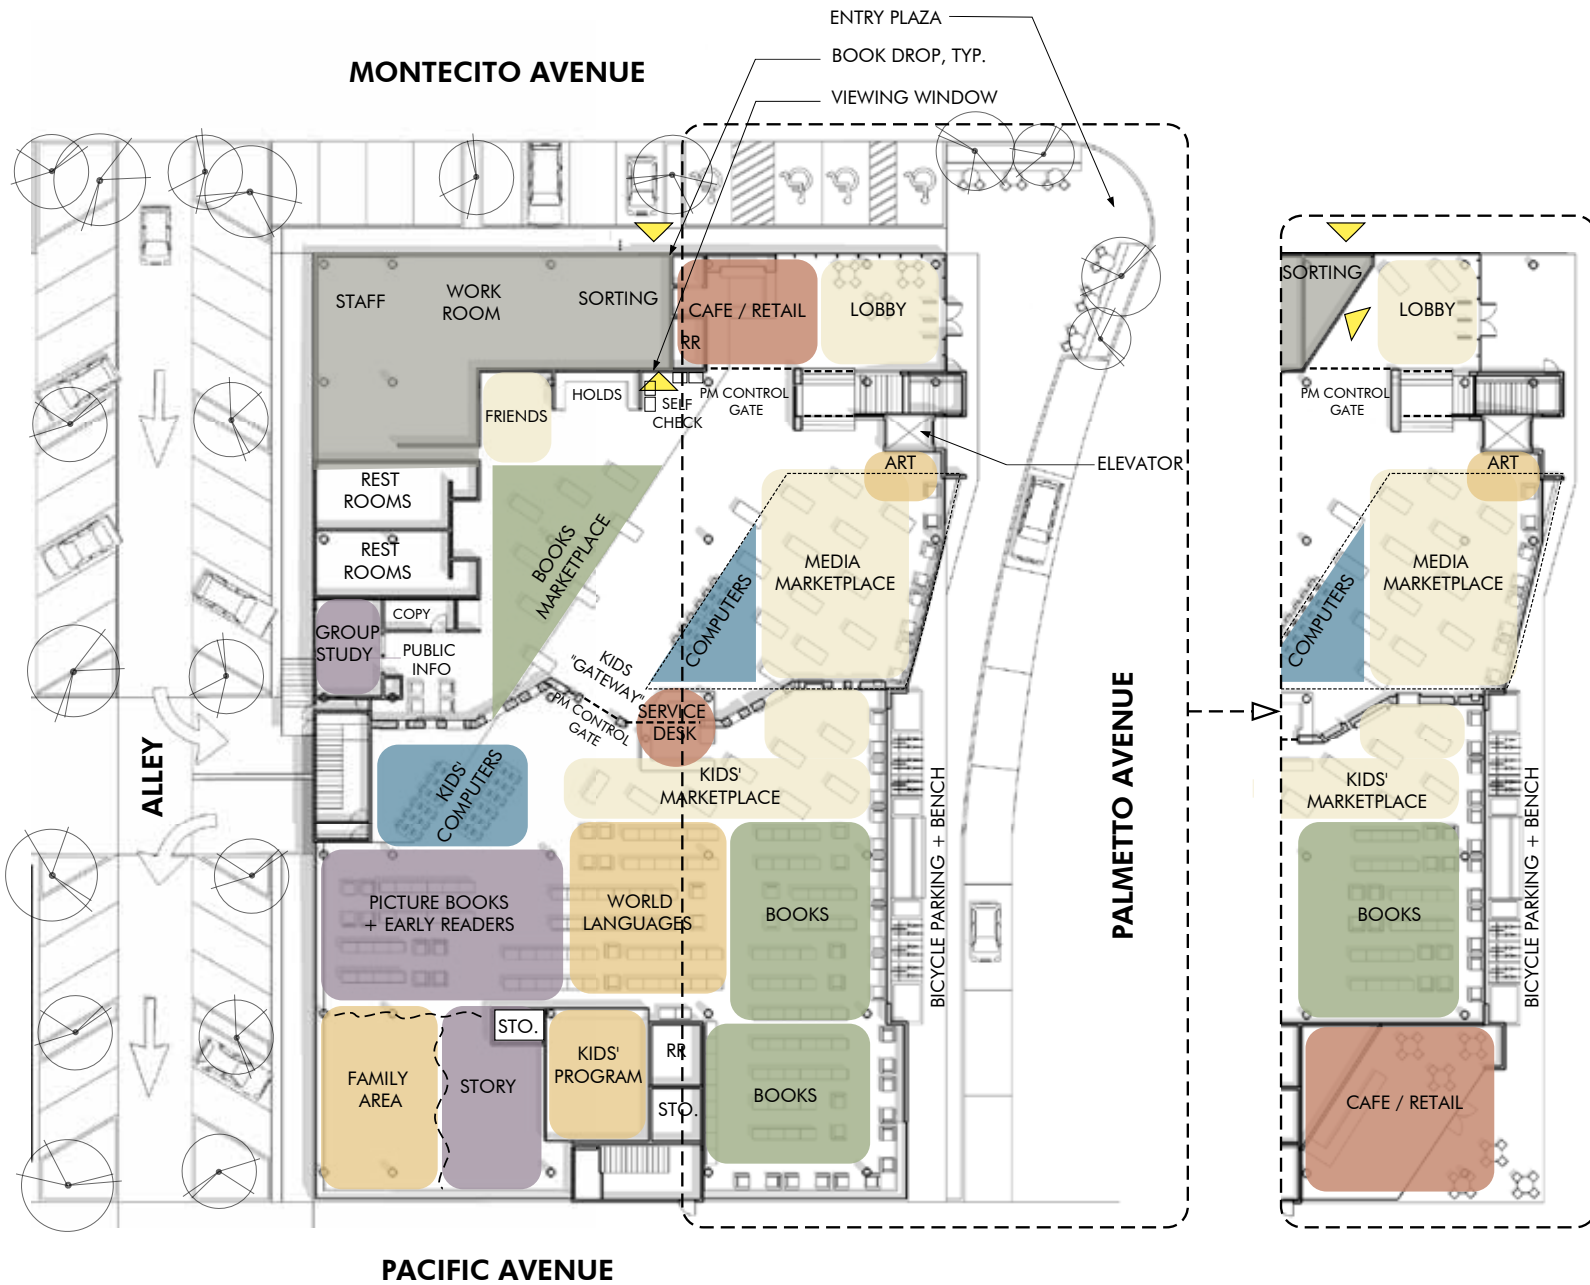 ENTRY PLAZA
BOOK DROP, TYP.
MONTECITO AVENUE
VIEWING WINDOW
STAFF
WORK
ROOM
SORTING
CAFE / RETAIL
LOBBY
RR
HOLDS
SELF
CHECK
PM CONTROL
GATE
FRIENDS
ELEVATOR
ART
REST
ROOMS
REST
ROOMS
BOOKS
MARKETPLACE
MEDIA
MARKETPLACE
COMPUTERS
COPY
GROUP
STUDY
PUBLIC
INFO
KIDS
"GATEWAY"
PM CONTROL
GATE
SERVICE
DESK
KIDS'
COMPUTERS
KIDS'
MARKETPLACE
ALLEY
PALMETTO AVENUE
BICYCLE PARKING + BENCH
PICTURE BOOKS
+ EARLY READERS
WORLD
LANGUAGES
BOOKS
STO.
KIDS'
PROGRAM
RR
STO.
FAMILY
AREA
STORY
BOOKS
PACIFIC AVENUE
SORTING
LOBBY
PM CONTROL
GATE
ART
MEDIA
MARKETPLACE
COMPUTERS
KIDS'
MARKETPLACE
BOOKS
BICYCLE PARKING + BENCH
CAFE / RETAIL